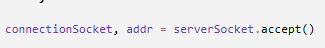 connectionSocket, addr = serverSocket.accept()